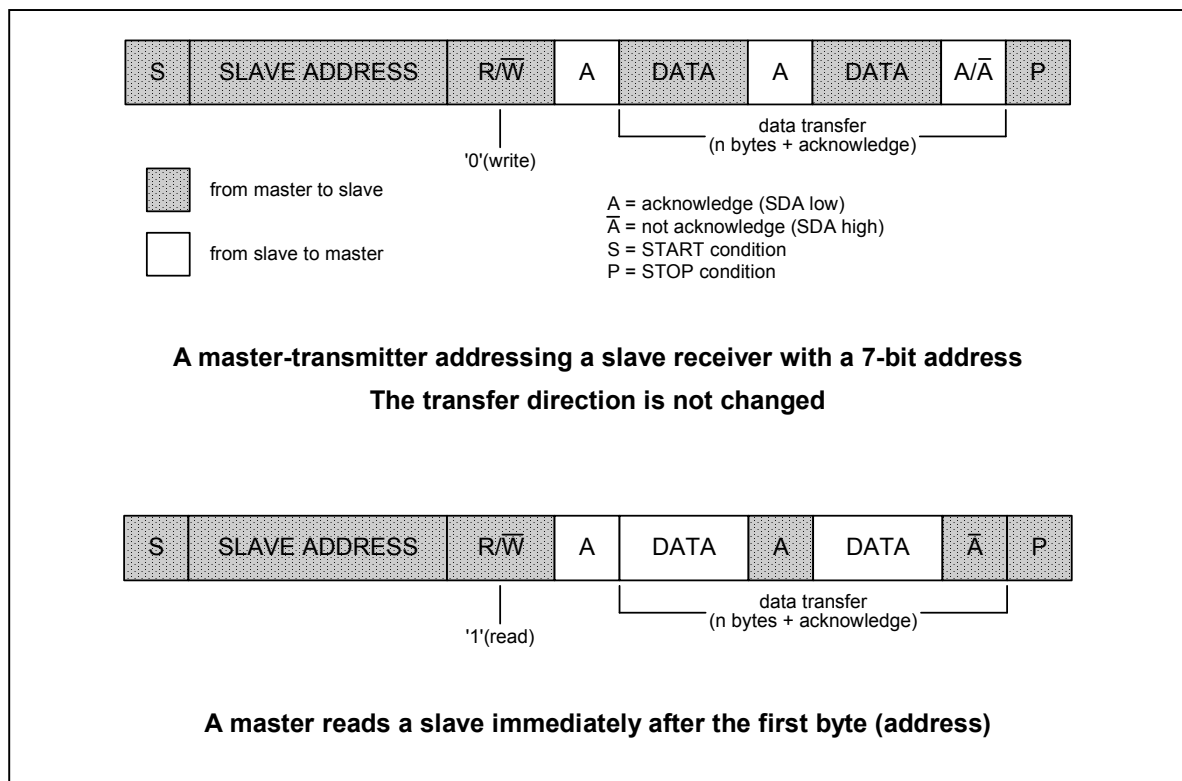 S SLAVE ADDRESS R/W̅ A DATA A DATA A/A̅ P
data transfer
(n bytes + acknowledge)
'0'(write)
from master to slave
from slave to master
A = acknowledge (SDA low)
A̅ = not acknowledge (SDA high)
S = START condition
P = STOP condition
A master-transmitter addressing a slave receiver with a 7-bit address
The transfer direction is not changed
S SLAVE ADDRESS R/W̅ A DATA A DATA A̅ P
data transfer
(n bytes + acknowledge)
'1'(read)
A master reads a slave immediately after the first byte (address)